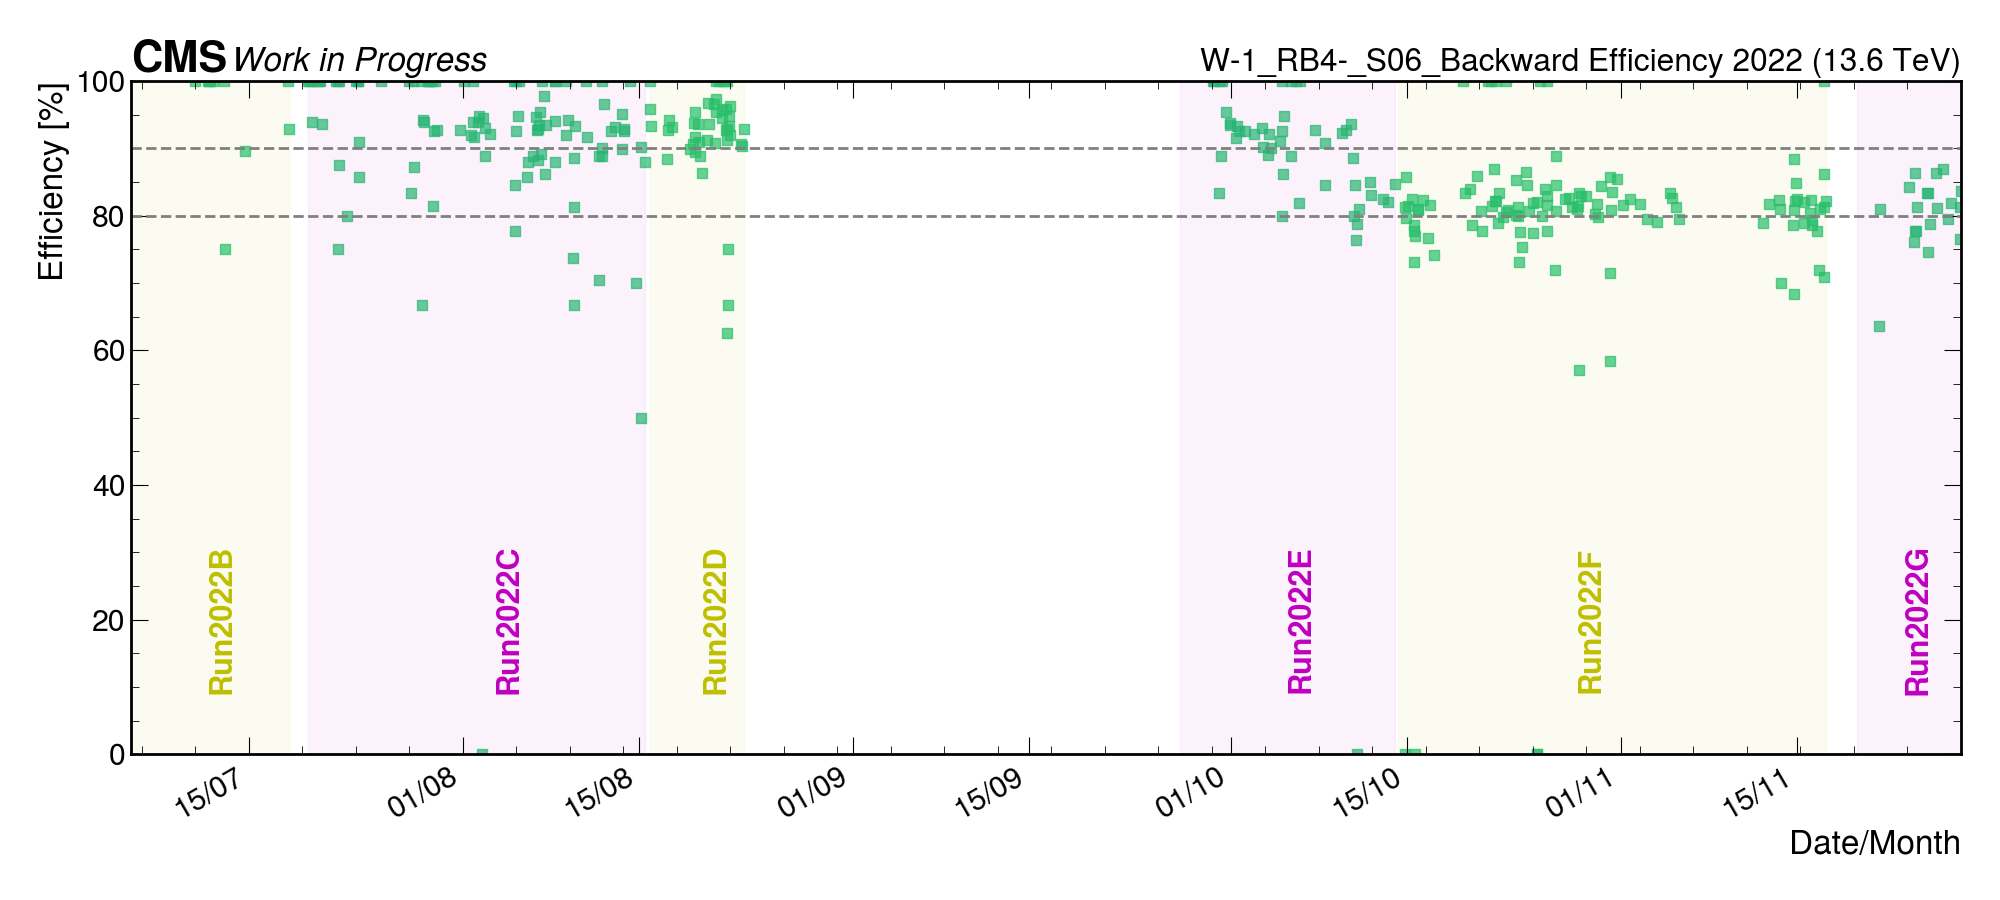 CMS Work in Progress
W-1_RB4-_S06_Backward Efficiency 2022 (13.6 TeV)
Efficiency [%]
100
80
60
40
20
0
Run2022B
Run2022C
Run2022D
Run2022E
Run2022F
Run2022G
15/07
01/08
15/08
01/09
15/09
01/10
15/10
01/11
15/11
Date/Month